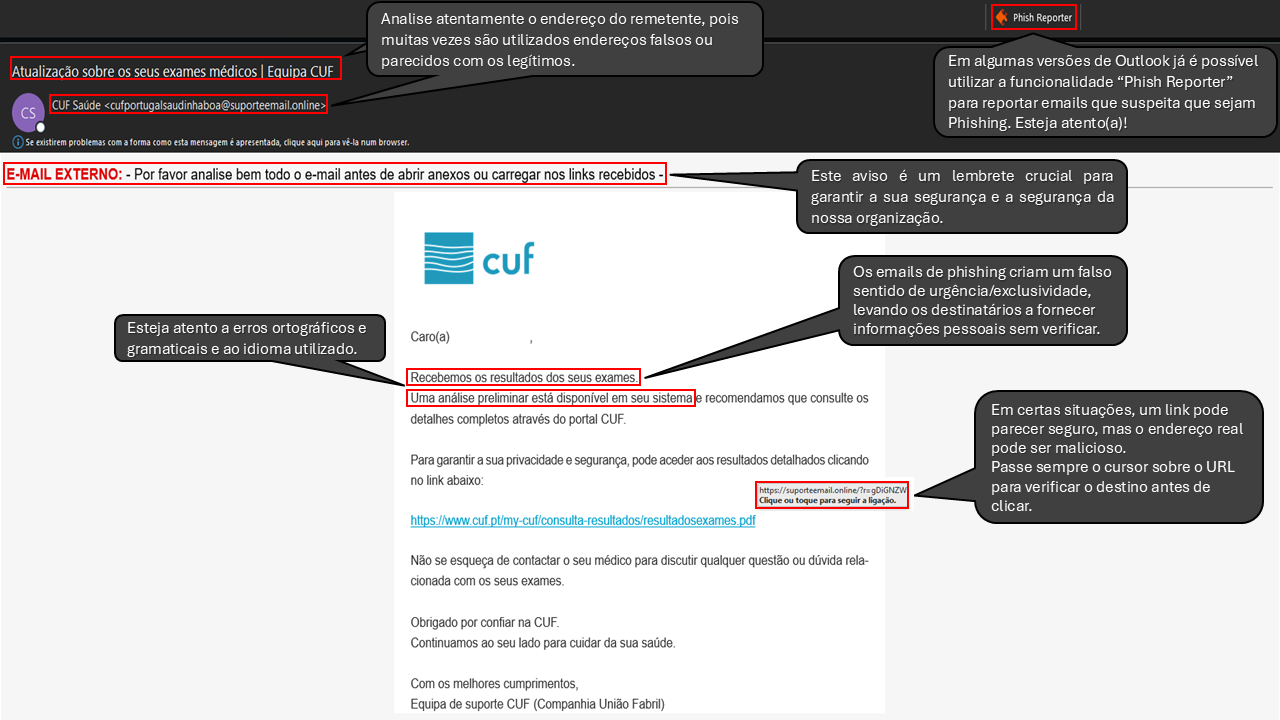 Phish Reporter
Analise atentamente o endereço do remetente, pois
muitas vezes são utilizados endereços falsos ou
parecidos com os legítimos.
Em algumas versões de Outlook já é possível
utilizar a funcionalidade “Phish Reporter”
para reportar emails que suspeita que sejam
Phishing. Esteja atento(a)!
Atualização sobre os seus exames médicos | Equipa CUF
CS
CUF Saúde <cufportugalsaudinhaboa@suporteemail.online>
Se existirem problemas com a forma como esta mensagem é apresentada, clique aqui para vê-la num browser.
E-MAIL EXTERNO: - Por favor analise bem todo o e-mail antes de abrir anexos ou carregar nos links recebidos -
Este aviso é um lembrete crucial para
garantir a sua segurança e a segurança da
nossa organização.
cuf
Os emails de phishing criam um falso
sentido de urgência/exclusividade,
levando os destinatários a fornecer
informações pessoais sem verificar.
Esteja atento a erros ortográficos e
gramaticais e ao idioma utilizado.
Caro(a) ,
Recebemos os resultados dos seus exames.
Uma análise preliminar está disponível em seu sistema e recomendamos que consulte os
detalhes completos através do portal CUF.
Em certas situações, um link pode
parecer seguro, mas o endereço real
pode ser malicioso.
Passe sempre o cursor sobre o URL
para verificar o destino antes de
clicar.
Para garantir a sua privacidade e segurança, pode aceder aos resultados detalhados clicando
no link abaixo:
https://suporteemail.online/?r=gDiGNZW
Clique ou toque para seguir a ligação.
https://www.cuf.pt/my-cuf/consulta-resultados/resultadosexames.pdf
Não se esqueça de contactar o seu médico para discutir qualquer questão ou dúvida rela-
cionada com os seus exames.
Obrigado por confiar na CUF.
Continuamos ao seu lado para cuidar da sua saúde.
Com os melhores cumprimentos,
Equipa de suporte CUF (Companhia União Fabril)